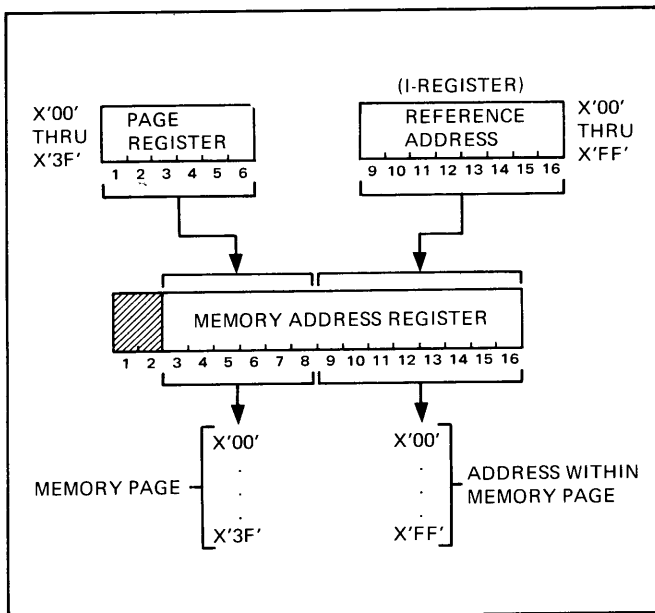 (I-REGISTER)
X'00'
THRU
X'3F'
PAGE
REGISTER
REFERENCE
ADDRESS
X'00'
THRU
X'FF'
1 2 3 4 5 6
9 10 11 12 13 14 15 16
MEMORY ADDRESS REGISTER
1 2 3 4 5 6 7 8 9 10 11 12 13 14 15 16
MEMORY PAGE
X'00'
.
.
.
X'3F'
X'00'
.
.
.
X'FF'
ADDRESS WITHIN
MEMORY PAGE